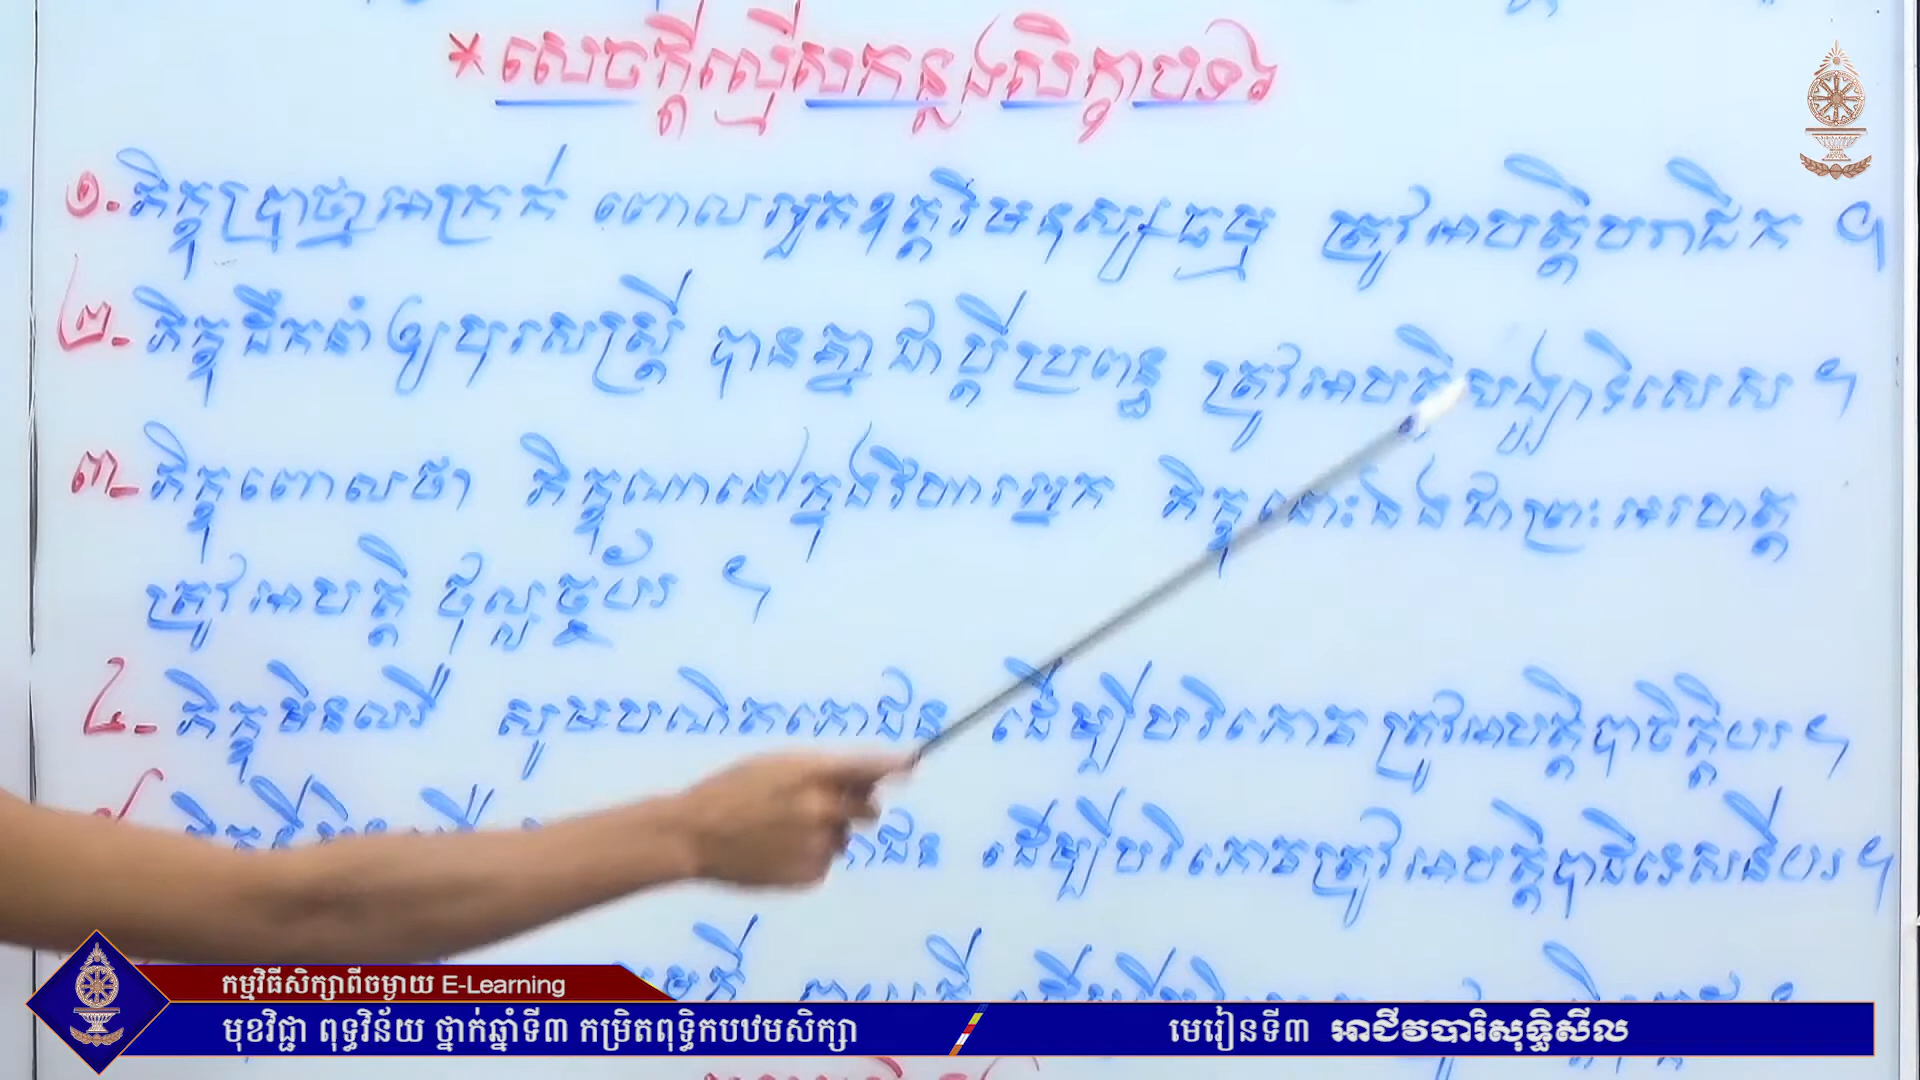 * សេចក្ដីល្មើសកន្លងសិក្ខាបទ៦
១-ភិក្ខុប្រាថ្នាអាក្រក់ ពោលអួតឧត្តរិមនុស្សធម្ម ត្រូវអាបត្តិបារាជិក ។
២-ភិក្ខុដឹកនាំឲ្យបុរសស្ត្រី បានគ្នាជាប្ដីប្រពន្ធ ត្រូវអាបត្តិសង្ឃាទិសេស ។
៣-ភិក្ខុពោលថា ភិក្ខុណានៅក្នុងវិហារអ្នក ភិក្ខុនោះឯងជាព្រះអរហត្ត
ត្រូវអាបត្តិ ថុល្លច្ច័យ ។
៤-ភិក្ខុមិនឈឺ សូមបណីតភោជន ដើម្បីបរិភោគ ត្រូវអាបត្តិបាចិត្តិយ ។
ភោជន ដើម្បីបរិភោគត្រូវអាបត្តិបាដិទេសនីយ ។
កម្មវិធីសិក្សាពីចម្ងាយ E-Learning
មុខវិជ្ជា ពុទ្ធវិន័យ ថ្នាក់ឆ្នាំទី៣ កម្រិតពុទ្ធិកបឋមសិក្សា
មេរៀនទី៣ អាជីវបារិសុទ្ធិសីល